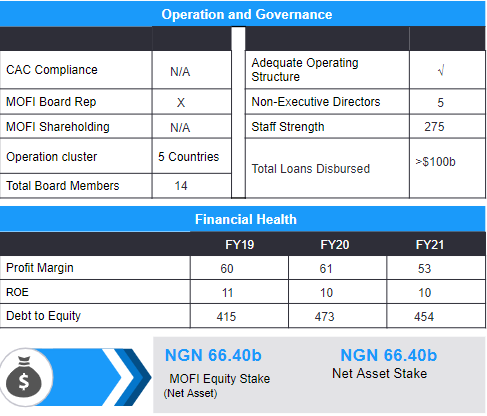 Operation and Governance
CAC Compliance N/A
MOFI Board Rep X
MOFI Shareholding N/A
Operation cluster 5 Countries
Total Board Members 14
Adequate Operating
Structure √
Non-Executive Directors 5
Staff Strength 275
Total Loans Disbursed >$100b
Financial Health
FY19 FY20 FY21
Profit Margin 60 61 53
ROE 11 10 10
Debt to Equity 415 473 454
$
NGN 66.40b
MOFI Equity Stake
(Net Asset)
NGN 66.40b
Net Asset Stake